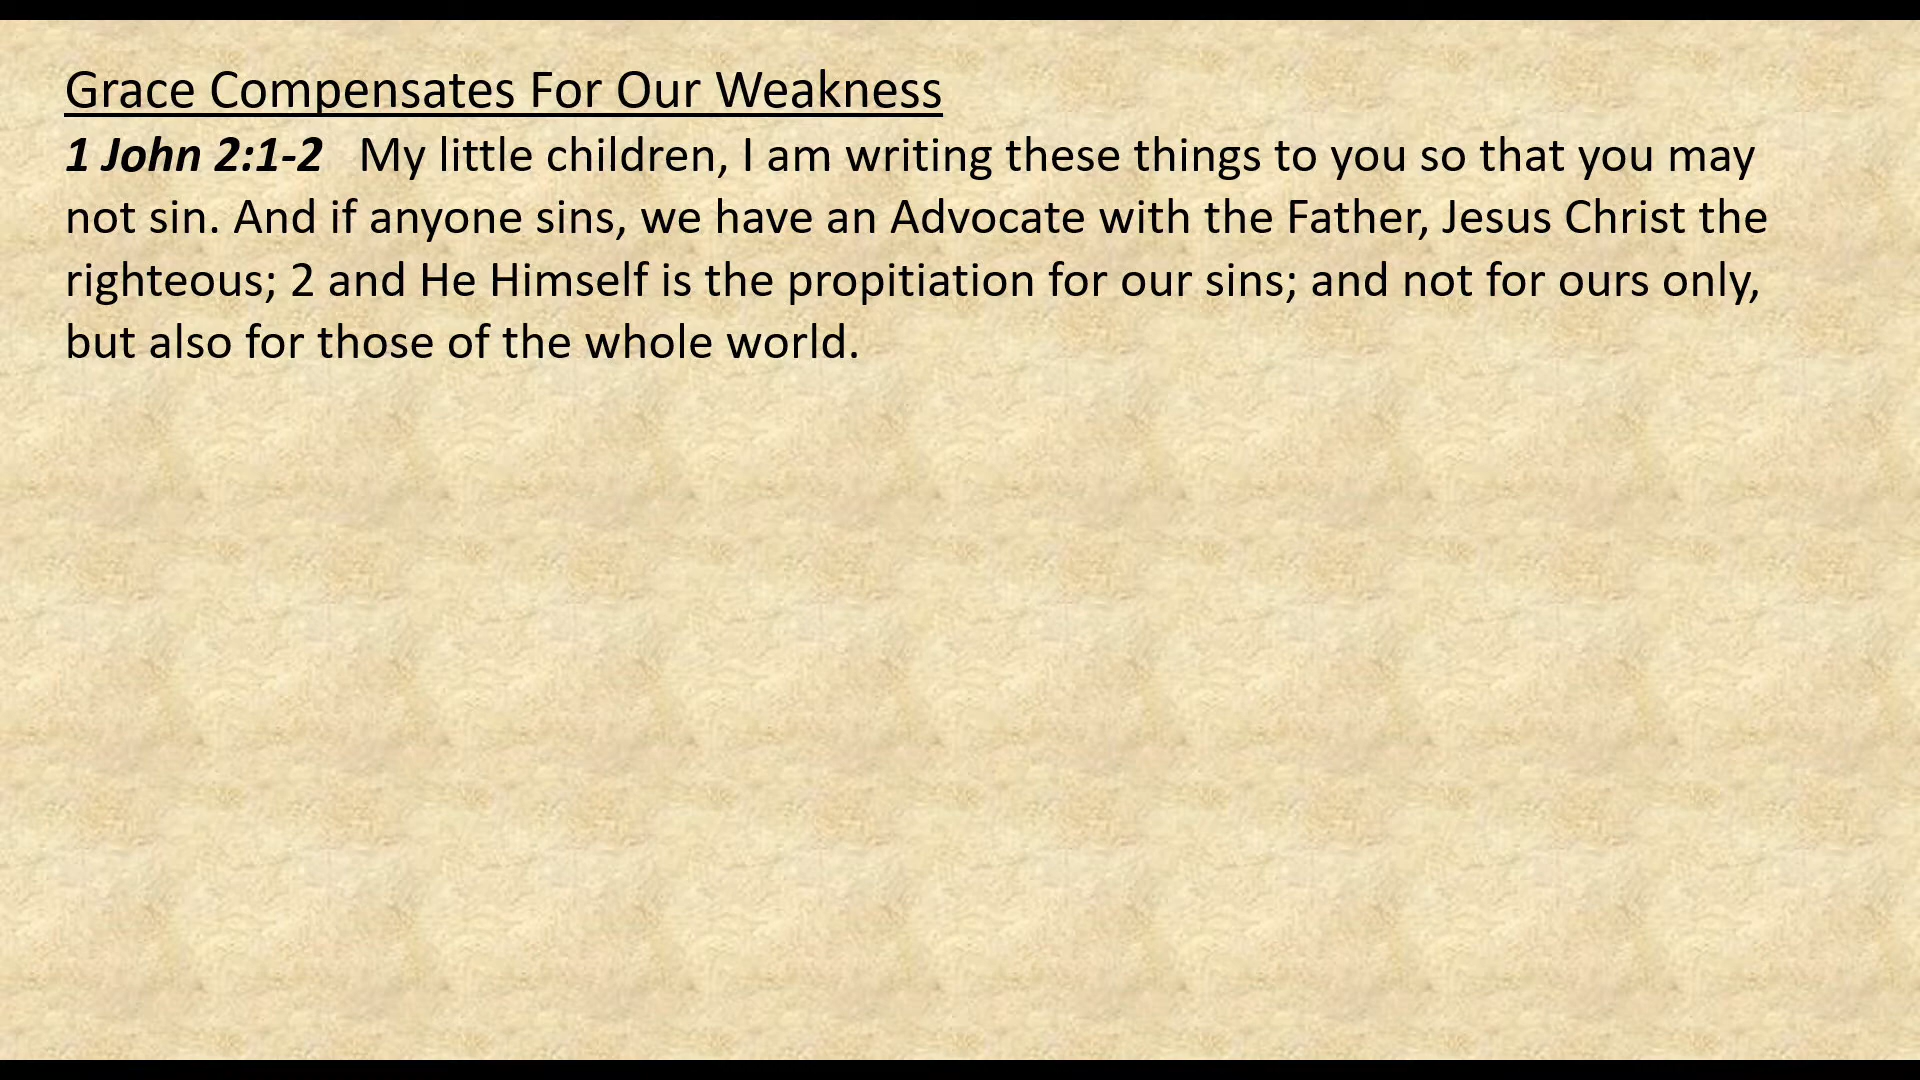 Grace Compensates For Our Weakness
1 John 2:1-2 My little children, I am writing these things to you so that you may
not sin. And if anyone sins, we have an Advocate with the Father, Jesus Christ the
righteous; 2 and He Himself is the propitiation for our sins; and not for ours only,
but also for those of the whole world.